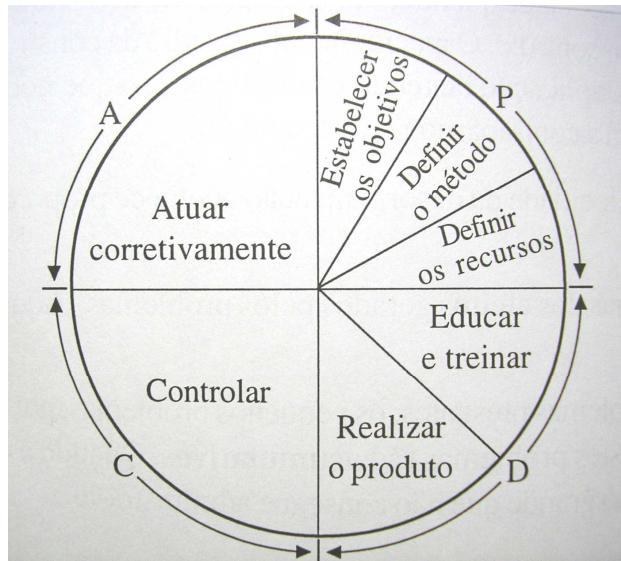 A
P
Estabelecer
os objetivos
Definir
o método
Definir
os recursos
Atuar
corretivamente
Educar
e treinar
Controlar
Realizar
o produto
C
D